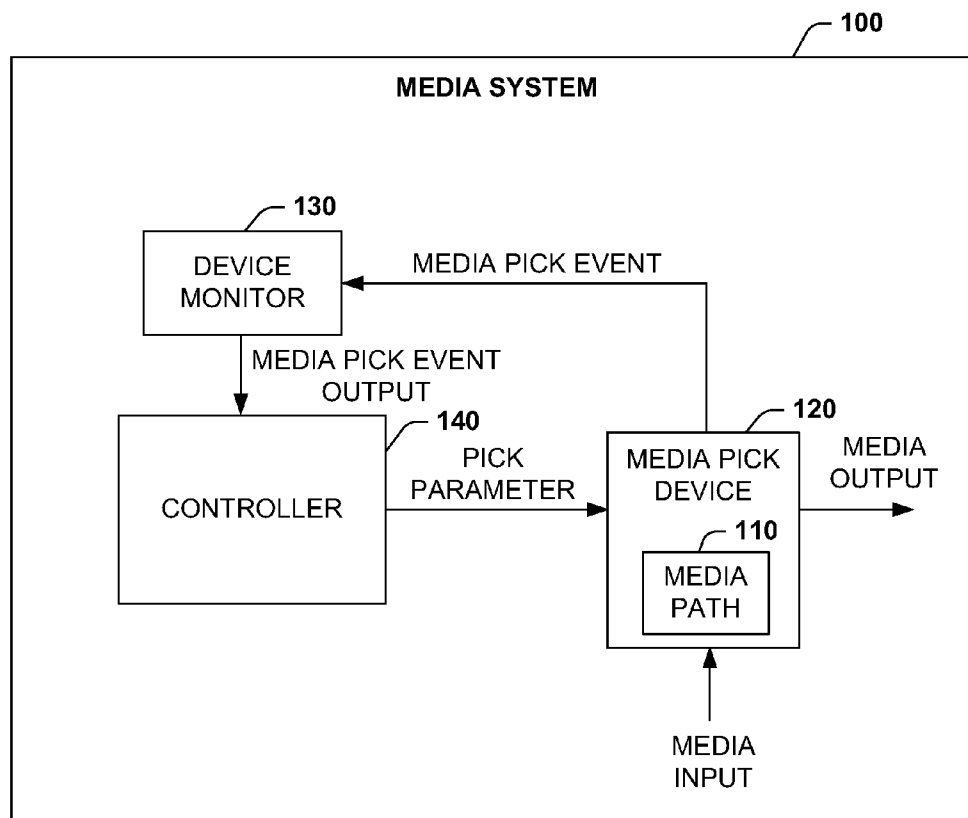 100
MEDIA SYSTEM
130
DEVICE
MONITOR
MEDIA PICK EVENT
MEDIA PICK EVENT
OUTPUT
140
CONTROLLER
PICK
PARAMETER
120
MEDIA PICK
DEVICE
110
MEDIA
PATH
MEDIA
OUTPUT
MEDIA
INPUT